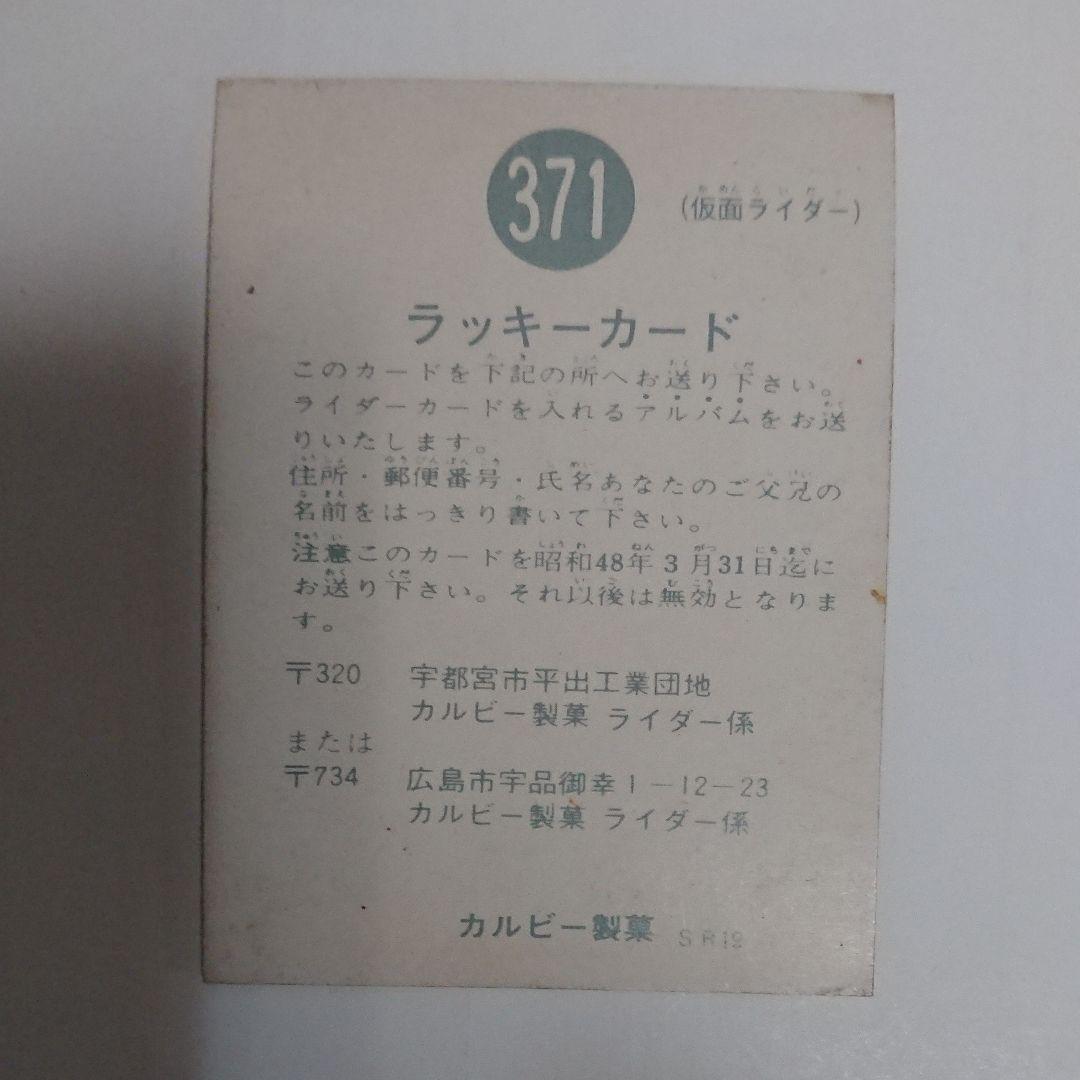 371
(仮面ライダー)
ラッキーカード
このカードを下記の所へお送り下さい。
ライダーカードを入れるアルバムをお送
りいたします。
住所・郵便番号・氏名あなたのご父兄の
名前をはっきり書いて下さい。
注意このカードを昭和48年3月31日迄に
お送り下さい。それ以後は無効となりま
す。
〒320 宇都宮市平出工業団地
カルビー製菓 ライダー係
または
〒734 広島市宇品御幸1-12-23
カルビー製菓 ライダー係
カルビー製菓 SR19